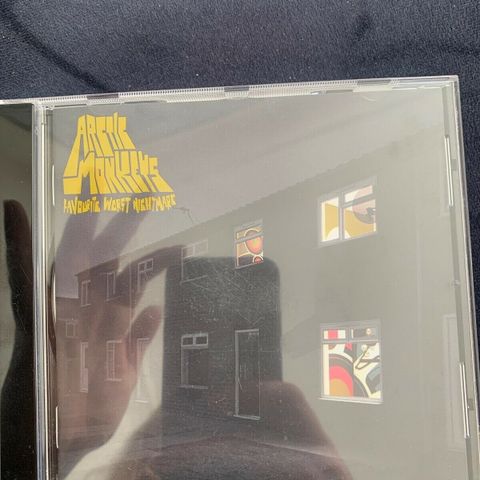 ARCTIC
MONKEYS
FAVOURITE WORST NIGHTMARE